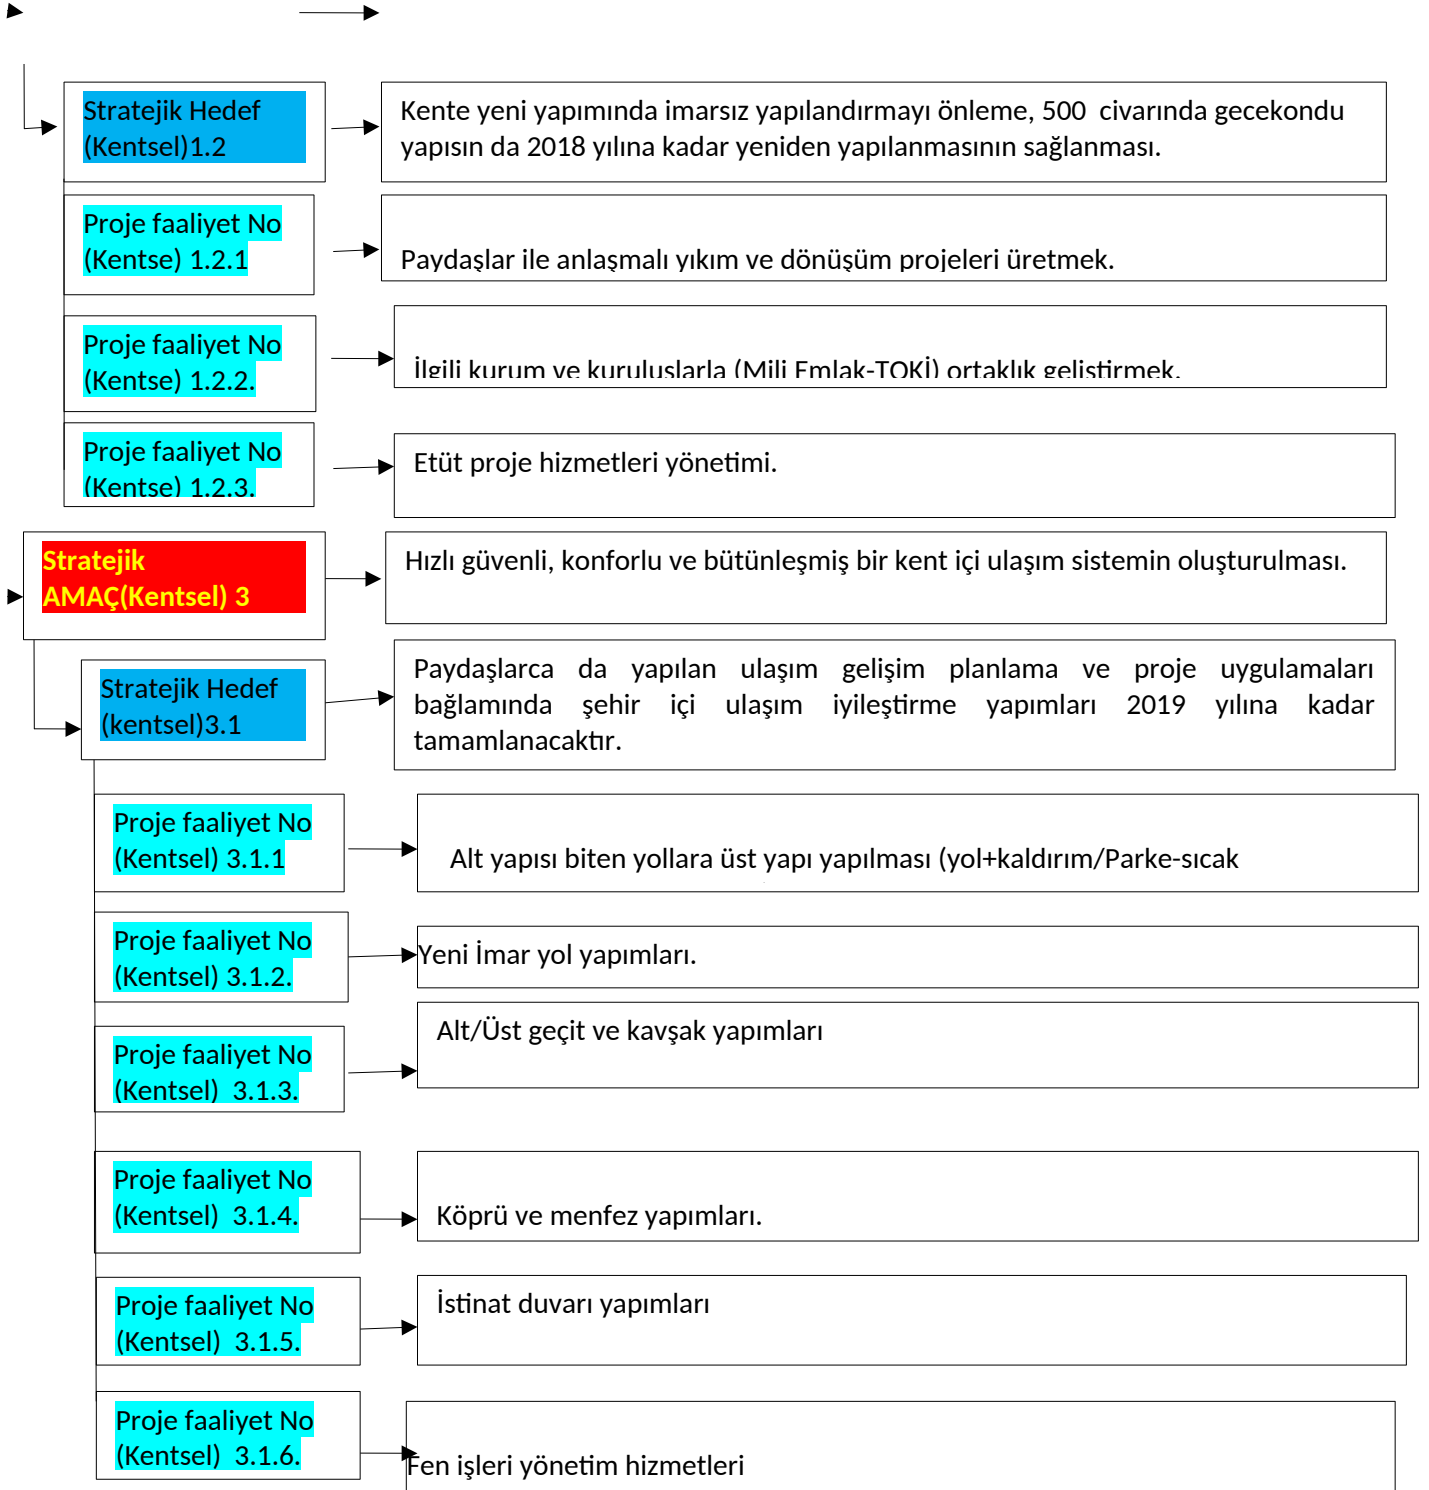 Stratejik Hedef
(Kentsel)1.2
Kente yeni yapımında imarsız yapılandırmayı önleme, 500 civarında gecekondu
yapısın da 2018 yılına kadar yeniden yapılanmasının sağlanması.
Proje faaliyet No
(Kentse) 1.2.1
Paydaşlar ile anlaşmalı yıkım ve dönüşüm projeleri üretmek.
Proje faaliyet No
(Kentse) 1.2.2.
İlgili kurum ve kuruluşlarla (Mili Emlak-TOKİ) ortaklık geliştirmek.
Proje faaliyet No
(Kentse) 1.2.3.
Etüt proje hizmetleri yönetimi.
Stratejik
AMAÇ(Kentsel) 3
Hızlı güvenli, konforlu ve bütünleşmiş bir kent içi ulaşım sistemin oluşturulması.
Stratejik Hedef
(kentsel)3.1
Paydaşlarca da yapılan ulaşım gelişim planlama ve proje uygulamaları
bağlamında şehir içi ulaşım iyileştirme yapımları 2019 yılına kadar
tamamlanacaktır.
Proje faaliyet No
(Kentsel) 3.1.1
Alt yapısı biten yollara üst yapı yapılması (yol+kaldırım/Parke-sıcak
Proje faaliyet No
(Kentsel) 3.1.2.
Yeni İmar yol yapımları.
Proje faaliyet No
(Kentsel) 3.1.3.
Alt/Üst geçit ve kavşak yapımları
Proje faaliyet No
(Kentsel) 3.1.4.
Köprü ve menfez yapımları.
Proje faaliyet No
(Kentsel) 3.1.5.
İstinat duvarı yapımları
Proje faaliyet No
(Kentsel) 3.1.6.
Fen işleri yönetim hizmetleri